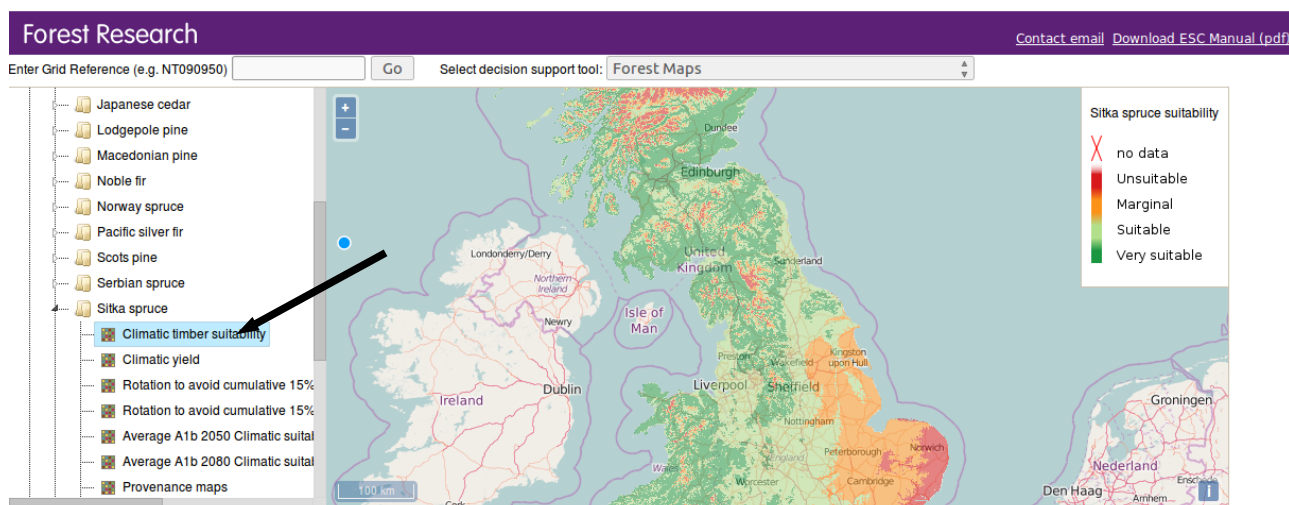 Forest Research
Contact email Download ESC Manual (pdf)
Enter Grid Reference (e.g. NT090950) Go Select decision support tool: Forest Maps
Japanese cedar
Lodgepole pine
Macedonian pine
Noble fir
Norway spruce
Pacific silver fir
Scots pine
Serbian spruce
Sitka spruce
Climatic timber suitability
Climatic yield
Rotation to avoid cumulative 15%
Rotation to avoid cumulative 15%
Average A1b 2050 Climatic suital
Average A1b 2080 Climatic suital
Provenance maps
+
−
Dundee
Edinburgh
Londonderry/Derry
United
Kingdom
Sunderland
Northern
Ireland
Newry
Isle of
Man
Preston
Wakefield
Kingston
upon Hull
Dublin
Liverpool
Sheffield
Ireland
Groningen
Nottingham
Norwich
Peterborough
England
Wales
Worcester
Cambridge
Nederland
Enschede
100 km
Den Haag
Arnhem
Cork
i
Sitka spruce suitability
no data
Unsuitable
Marginal
Suitable
Very suitable